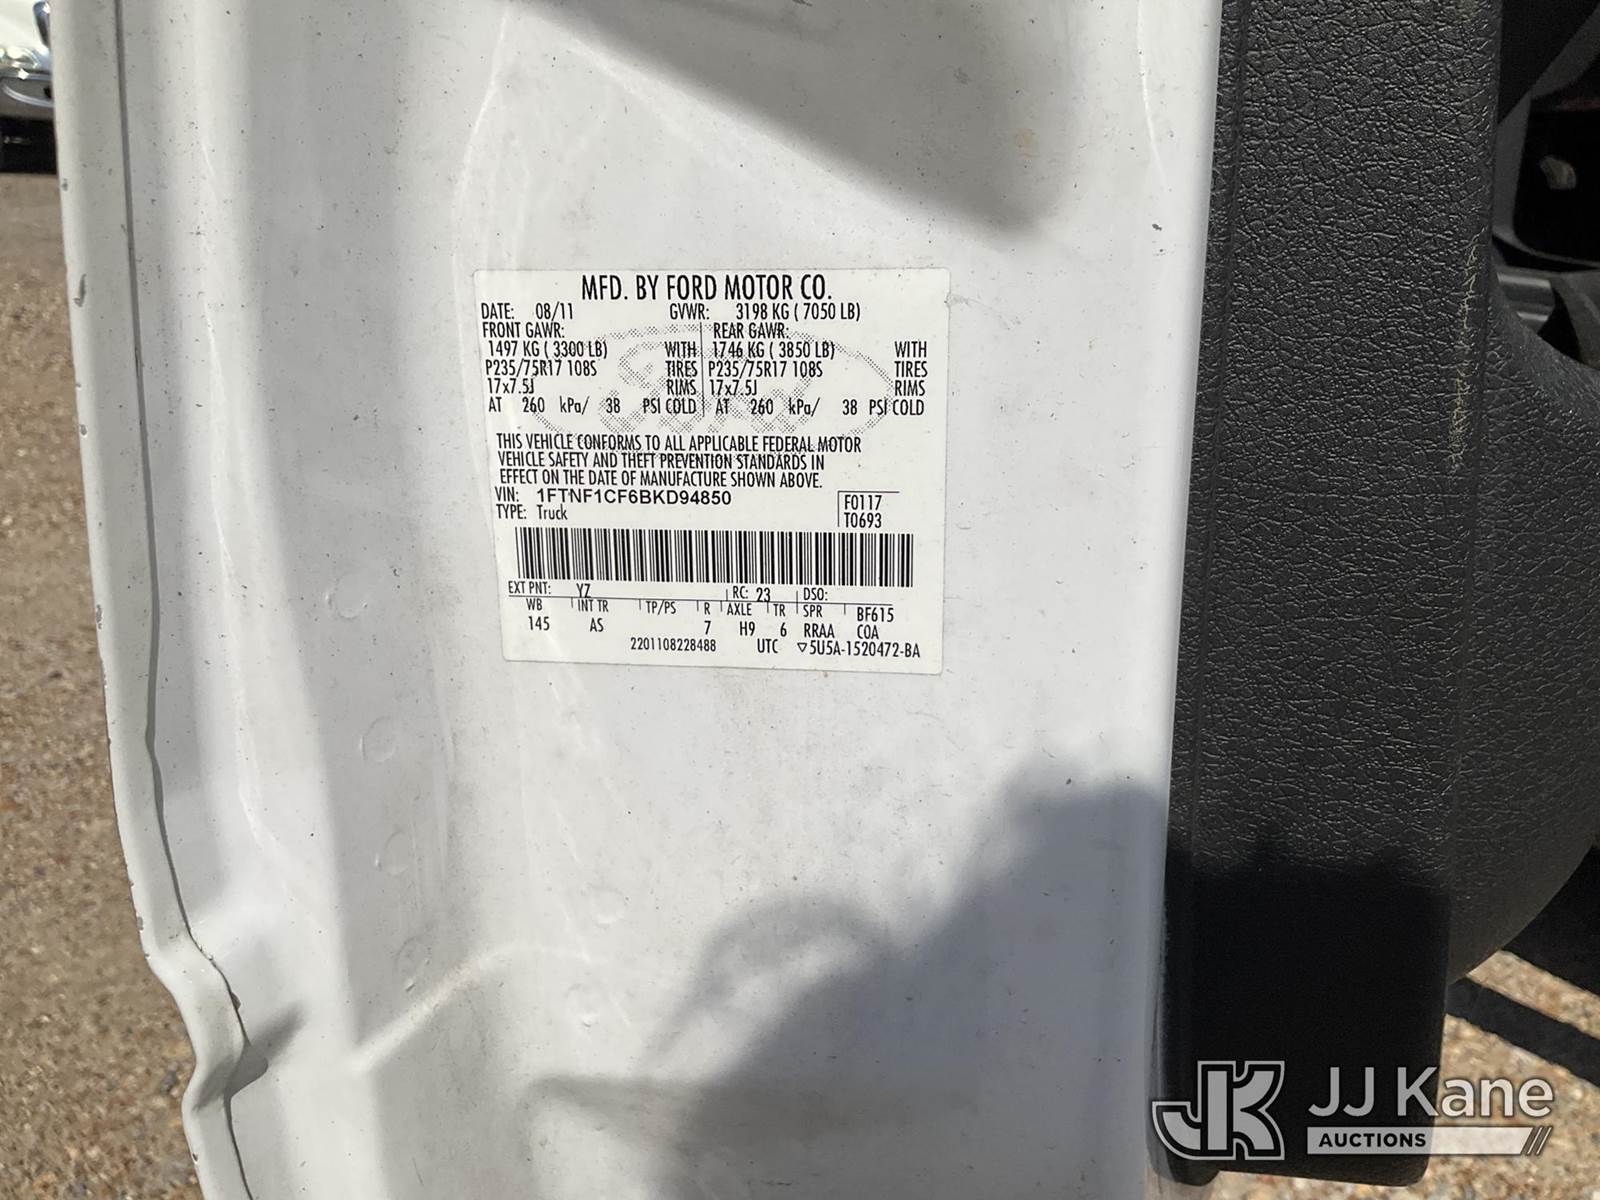 MFD. BY FORD MOTOR CO.
DATE: 08/11 GVWR: 3198 KG ( 7050 LB)
FRONT GAWR: REAR GAWR:
1497 KG ( 3300 LB) WITH 1746 KG ( 3850 LB) WITH
P235/75R17 108S TIRES P235/75R17 108S TIRES
17x7.5J RIMS 17x7.5J RIMS
AT 260 kPa/ 38 PSI COLD AT 260 kPa/ 38 PSI COLD
THIS VEHICLE CONFORMS TO ALL APPLICABLE FEDERAL MOTOR
VEHICLE SAFETY AND THEFT PREVENTION STANDARDS IN
EFFECT ON THE DATE OF MANUFACTURE SHOWN ABOVE.
VIN: 1FTNF1CF6BKD94850 F0117
TYPE: Truck T0693
EXT PNT: YZ RC: 23 DSO:
WB INT TR TP/PS R AXLE TR SPR BF615
145 AS 7 H9 6 RRAA COA
2201108228488 UTC ▽5U5A-1520472-BA
JK JJ Kane
AUCTIONS